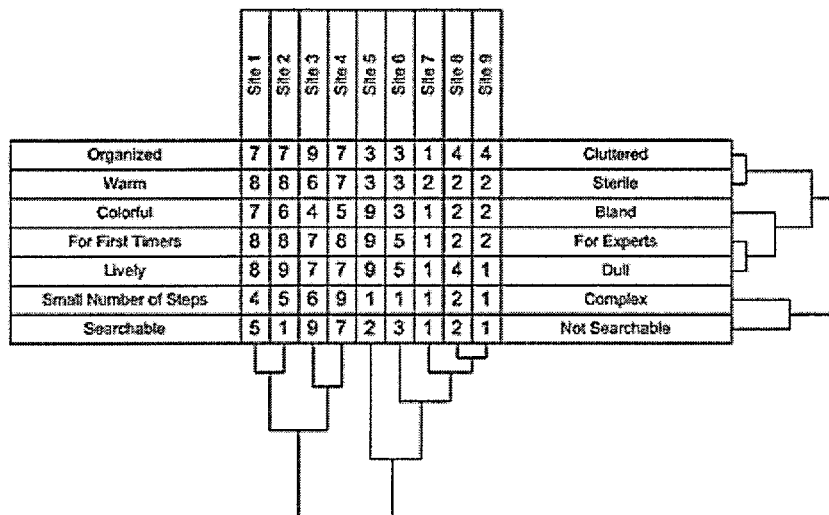 Site 1 Site 2 Site 3 Site 4 Site 5 Site 6 Site 7 Site 8 Site 9
Organized 7 7 9 7 3 3 1 4 4 Cluttered
Warm 8 8 6 7 3 3 2 2 2 Sterile
Colorful 7 6 4 5 9 3 1 2 2 Bland
For First Timers 8 8 7 8 9 5 1 2 2 For Experts
Lively 8 9 7 7 9 5 1 4 1 Dull
Small Number of Steps 4 5 6 9 1 1 1 2 1 Complex
Searchable 5 1 9 7 2 3 1 2 1 Not Searchable